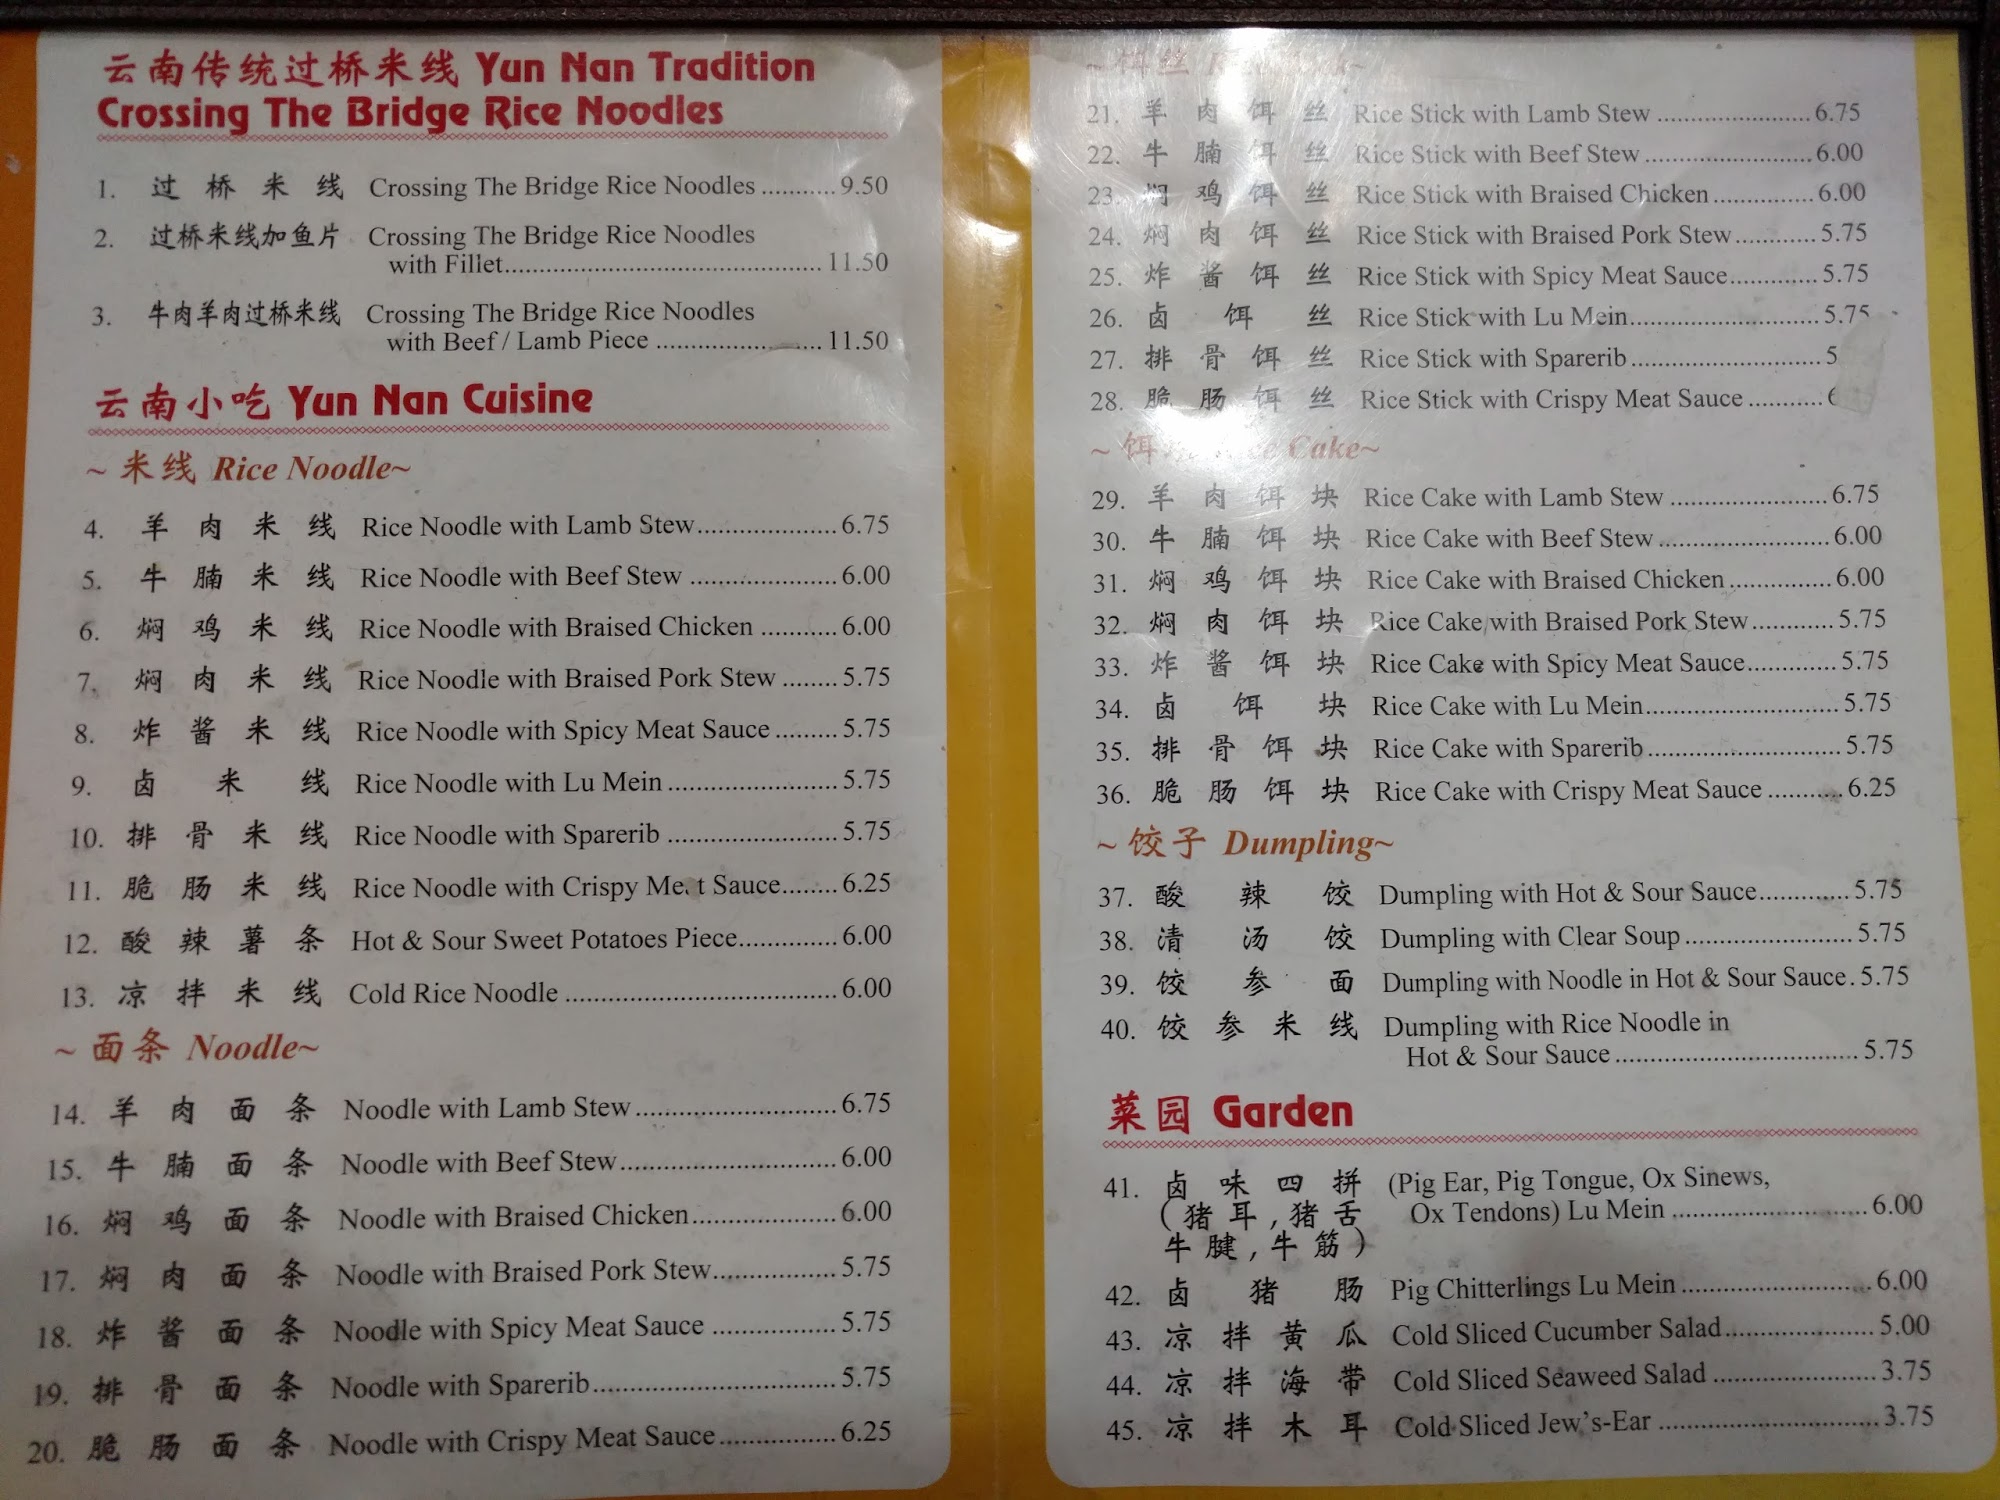 云南传统过桥米线 Yun Nan Tradition
Crossing The Bridge Rice Noodles
1. 过桥米线 Crossing The Bridge Rice Noodles ........... 9.50
2. 过桥米线加鱼片 Crossing The Bridge Rice Noodles
with Fillet.............................................. 11.50
3. 牛肉羊肉过桥米线 Crossing The Bridge Rice Noodles
with Beef / Lamb Piece ........................ 11.50
云南小吃 Yun Nan Cuisine
~ 米线 Rice Noodle~
4. 羊肉米线 Rice Noodle with Lamb Stew.................... 6.75
5. 牛腩米线 Rice Noodle with Beef Stew ..................... 6.00
6. 焖鸡米线 Rice Noodle with Braised Chicken ........... 6.00
7. 焖肉米线 Rice Noodle with Braised Pork Stew ........ 5.75
8. 炸酱米线 Rice Noodle with Spicy Meat Sauce ......... 5.75
9. 卤米线 Rice Noodle with Lu Mein ........................ 5.75
10. 排骨米线 Rice Noodle with Sparerib ........................ 5.75
11. 脆肠米线 Rice Noodle with Crispy Meat Sauce........ 6.25
12. 酸辣薯条 Hot & Sour Sweet Potatoes Piece.............. 6.00
13. 凉拌米线 Cold Rice Noodle ....................................... 6.00
~ 面条 Noodle~
14. 羊肉面条 Noodle with Lamb Stew............................. 6.75
15. 牛腩面条 Noodle with Beef Stew............................... 6.00
16. 焖鸡面条 Noodle with Braised Chicken..................... 6.00
17. 焖肉面条 Noodle with Braised Pork Stew.................. 5.75
18. 炸酱面条 Noodle with Spicy Meat Sauce .................. 5.75
19. 排骨面条 Noodle with Sparerib................................... 5.75
20. 脆肠面条 Noodle with Crispy Meat Sauce................. 6.25
~ 饵丝
21. 羊肉饵丝 Rice Stick with Lamb Stew ...................... 6.75
22. 牛腩饵丝 Rice Stick with Beef Stew ........................ 6.00
23. 焖鸡饵丝 Rice Stick with Braised Chicken .............. 6.00
24. 焖肉饵丝 Rice Stick with Braised Pork Stew............ 5.75
25. 炸酱饵丝 Rice Stick with Spicy Meat Sauce............. 5.75
26. 卤饵丝 Rice Stick with Lu Mein........................... 5.75
27. 排骨饵丝 Rice Stick with Sparerib ............................ 5
28. 脆肠饵丝 Rice Stick with Crispy Meat Sauce ...........
~ 饵 Cake~
29. 羊肉饵块 Rice Cake with Lamb Stew ....................... 6.75
30. 牛腩饵块 Rice Cake with Beef Stew ......................... 6.00
31. 焖鸡饵块 Rice Cake with Braised Chicken ............... 6.00
32. 焖肉饵块 Rice Cake with Braised Pork Stew............ 5.75
33. 炸酱饵块 Rice Cake with Spicy Meat Sauce............. 5.75
34. 卤饵块 Rice Cake with Lu Mein............................ 5.75
35. 排骨饵块 Rice Cake with Sparerib ............................ 5.75
36. 脆肠饵块 Rice Cake with Crispy Meat Sauce ........... 6.25
~ 饺子 Dumpling~
37. 酸辣饺 Dumpling with Hot & Sour Sauce............. 5.75
38. 清汤饺 Dumpling with Clear Soup ........................ 5.75
39. 饺参面 Dumpling with Noodle in Hot & Sour Sauce. 5.75
40. 饺参米线 Dumpling with Rice Noodle in
Hot & Sour Sauce ................................... 5.75
菜园 Garden
41. 卤味四拼 (Pig Ear, Pig Tongue, Ox Sinews,
(猪耳,猪舌 Ox Tendons) Lu Mein ............................ 6.00
牛腱,牛筋)
42. 卤猪肠 Pig Chitterlings Lu Mein ........................... 6.00
43. 凉拌黄瓜 Cold Sliced Cucumber Salad..................... 5.00
44. 凉拌海带 Cold Sliced Seaweed Salad ....................... 3.75
45. 凉拌木耳 Cold Sliced Jew's-Ear ................................ 3.75